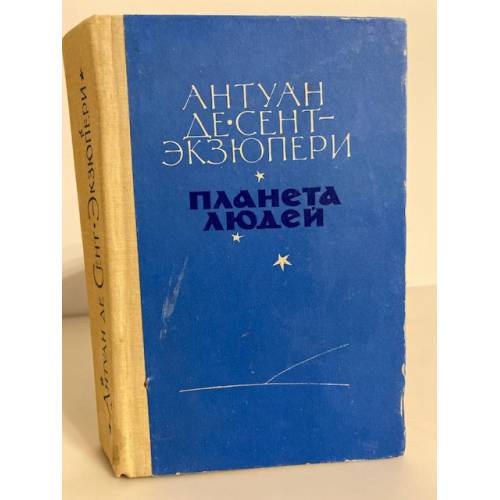 АНТУАН
ДЕ•СЕНТ-
ЭКЗЮПЕРИ
ПЛАНЕТА
ЛЮДЕЙ
АНТУАН ДЕ СЕНТ•ЭКЗЮПЕРИ